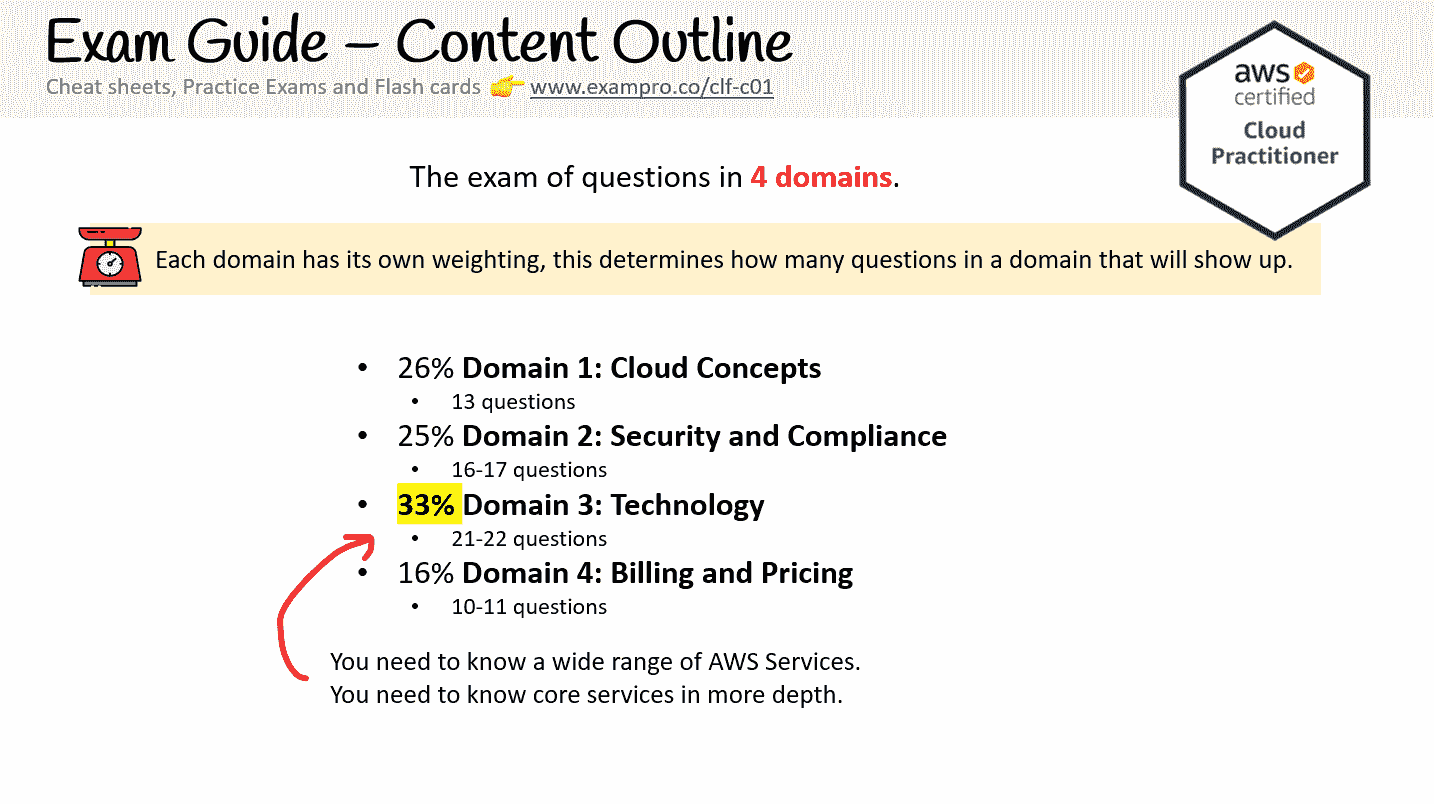 Exam Guide – Content Outline
Cheat sheets, Practice Exams and Flash cards 👉 www.exampro.co/clf-c01
aws
certified
Cloud
Practitioner
The exam of questions in 4 domains.
Each domain has its own weighting, this determines how many questions in a domain that will show up.
• 26% Domain 1: Cloud Concepts
• 13 questions
• 25% Domain 2: Security and Compliance
• 16-17 questions
• 33% Domain 3: Technology
• 21-22 questions
• 16% Domain 4: Billing and Pricing
• 10-11 questions
You need to know a wide range of AWS Services.
You need to know core services in more depth.